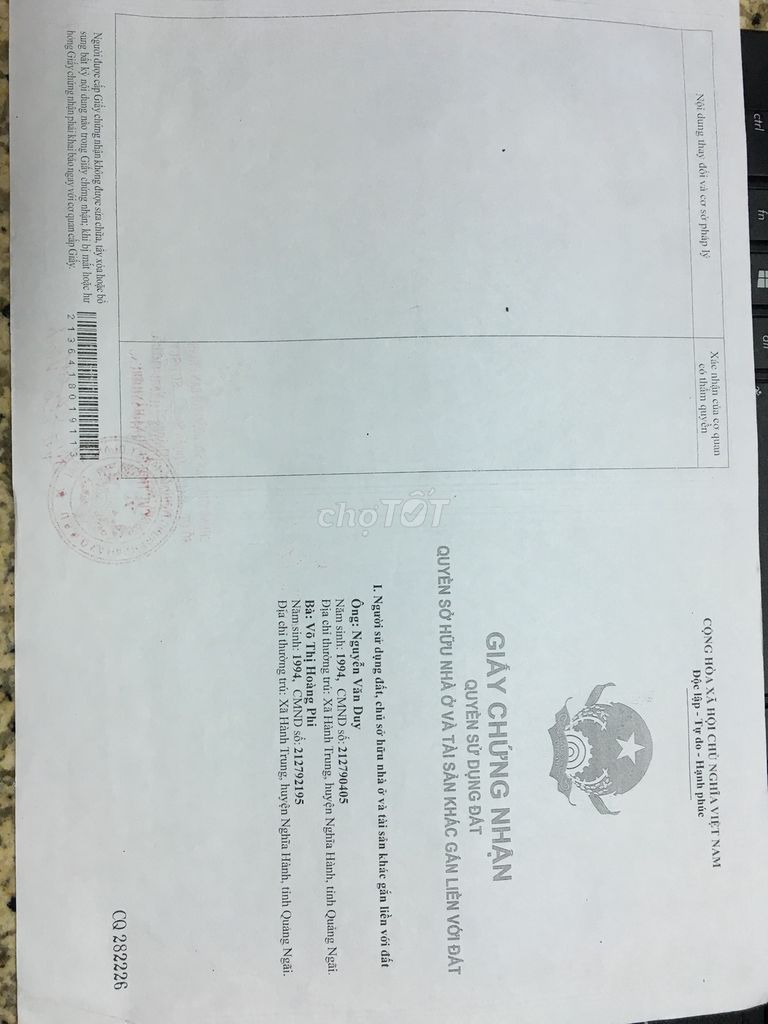 CỘNG HÒA XÃ HỘI CHỦ NGHĨA VIỆT NAM
Độc lập - Tự do - Hạnh phúc
GIẤY CHỨNG NHẬN
QUYỀN SỬ DỤNG ĐẤT
QUYỀN SỞ HỮU NHÀ Ở VÀ TÀI SẢN KHÁC GẮN LIỀN VỚI ĐẤT
I. Người sử dụng đất, chủ sở hữu nhà ở và tài sản khác gắn liền với đất
Ông: Nguyễn Văn Duy
Năm sinh: 1994, CMND số: 212790405
Địa chỉ thường trú: Xã Hành Trung, huyện Nghĩa Hành, tỉnh Quảng Ngãi.
Bà: Võ Thị Hoàng Phi
Năm sinh: 1994, CMND số: 212792195
Địa chỉ thường trú: Xã Hành Trung, huyện Nghĩa Hành, tỉnh Quảng Ngãi.
CQ 282226
Nội dung thay đổi và cơ sở pháp lý
Xác nhận của cơ quan
có thẩm quyền
Người được cấp Giấy chứng nhận không được sửa chữa, tẩy xóa hoặc bổ
sung bất kỳ nội dung nào trong Giấy chứng nhận; khi bị mất hoặc hư
hỏng Giấy chứng nhận phải khai báo ngay với cơ quan cấp Giấy.
2136418019113
chợTỐT
ctrl
fn